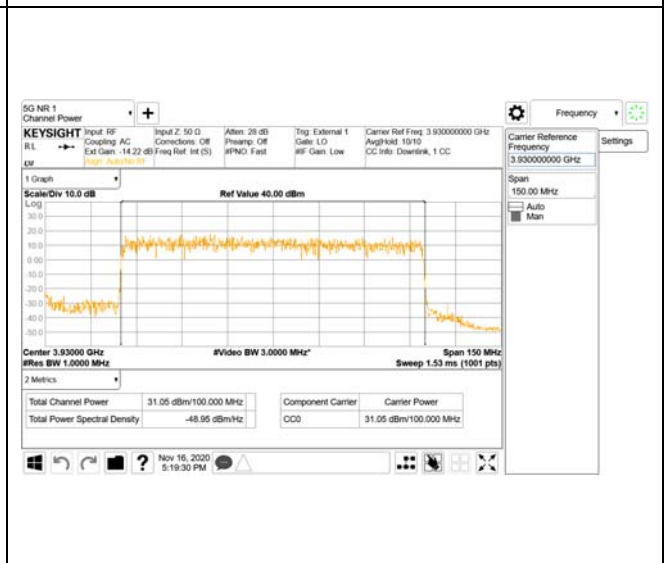 5G NR 1
Channel Power
Frequency
KEYSIGHT
RL
Input: RF
Coupling: AC
Ext Gain: -14.22 dB
Align: Auto/No RF
Input Z: 50 Ω
Corrections: Off
Freq Ref: Int (S)
Atten: 28 dB
Preamp: Off
#PNO: Fast
Trig: External 1
Gate: LO
#IF Gain: Low
Carrier Ref Freq: 3.930000000 GHz
Avg|Hold: 10/10
CC Info: Downlink, 1 CC
Carrier Reference
Frequency
3.930000000 GHz
Settings
Span
150.00 MHz
Auto
Man
1 Graph
Scale/Div 10.0 dB
Ref Value 40.00 dBm
Log
30.0
20.0
10.0
0.00
-10.0
-20.0
-30.0
-40.0
-50.0
Center 3.93000 GHz
#Video BW 3.0000 MHz*
Span 150 MHz
#Res BW 1.0000 MHz
Sweep 1.53 ms (1001 pts)
2 Metrics
Total Channel Power 31.05 dBm/100.000 MHz
Total Power Spectral Density -48.95 dBm/Hz
Component Carrier Carrier Power
CC0 31.05 dBm/100.000 MHz
Nov 16, 2020
5:19:30 PM